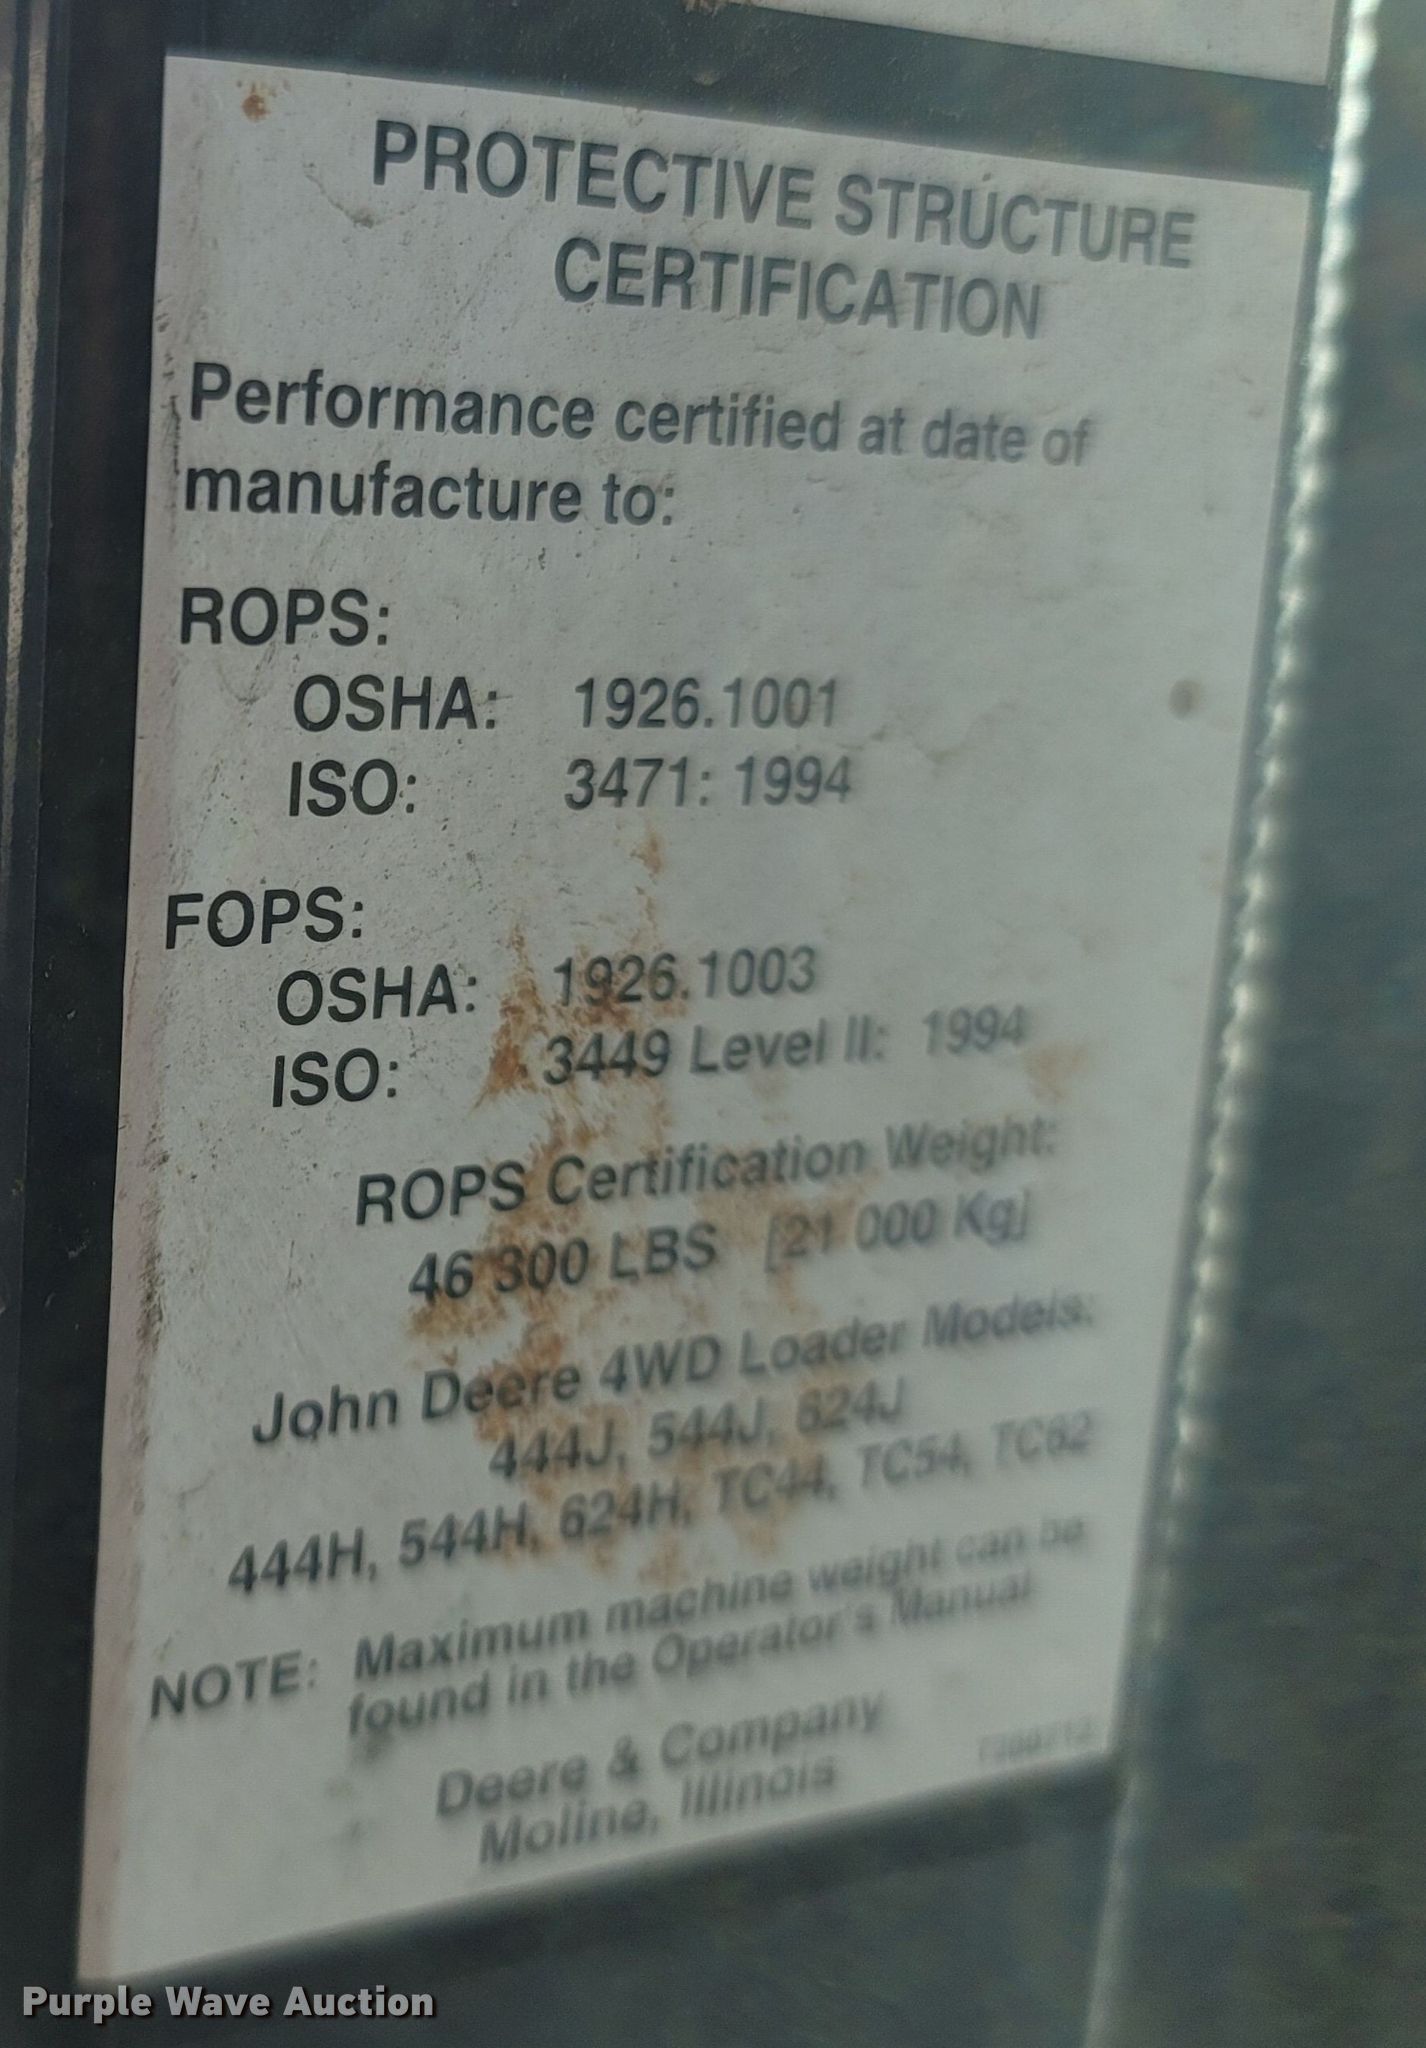 PROTECTIVE STRUCTURE
CERTIFICATION
Performance certified at date of
manufacture to:
ROPS:
OSHA: 1926.1001
ISO: 3471: 1994
FOPS:
OSHA: 1926.1003
ISO: 3449 Level II: 1994
ROPS Certification Weight:
46 300 LBS [21 000 Kg]
John Deere 4WD Loader Models:
444J, 544J, 624J
444H, 544H, 624H, TC44, TC54, TC62
NOTE: Maximum machine weight can be
found in the Operator's Manual
Deere & Company
Moline, Illinois
Purple Wave Auction